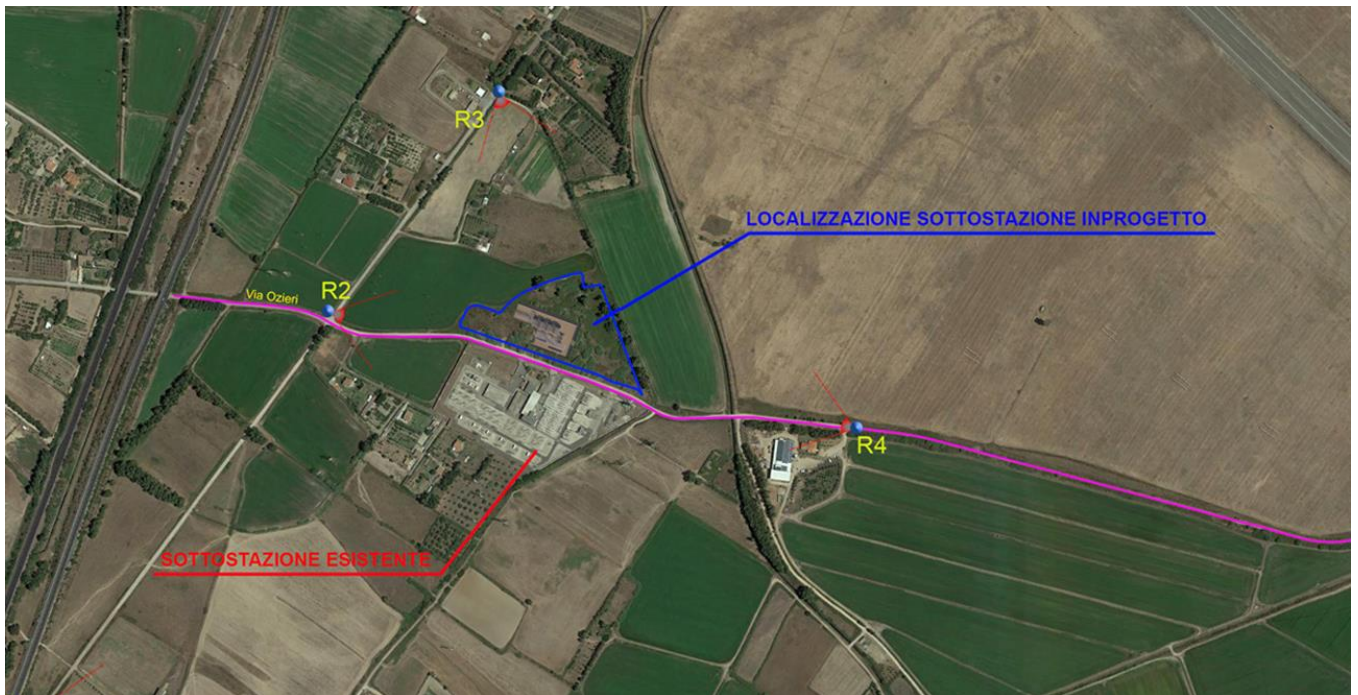 R3
LOCALIZZAZIONE SOTTOSTAZIONE INPROGETTO
R2
Via Ozieri
R4
SOTTOSTAZIONE ESISTENTE